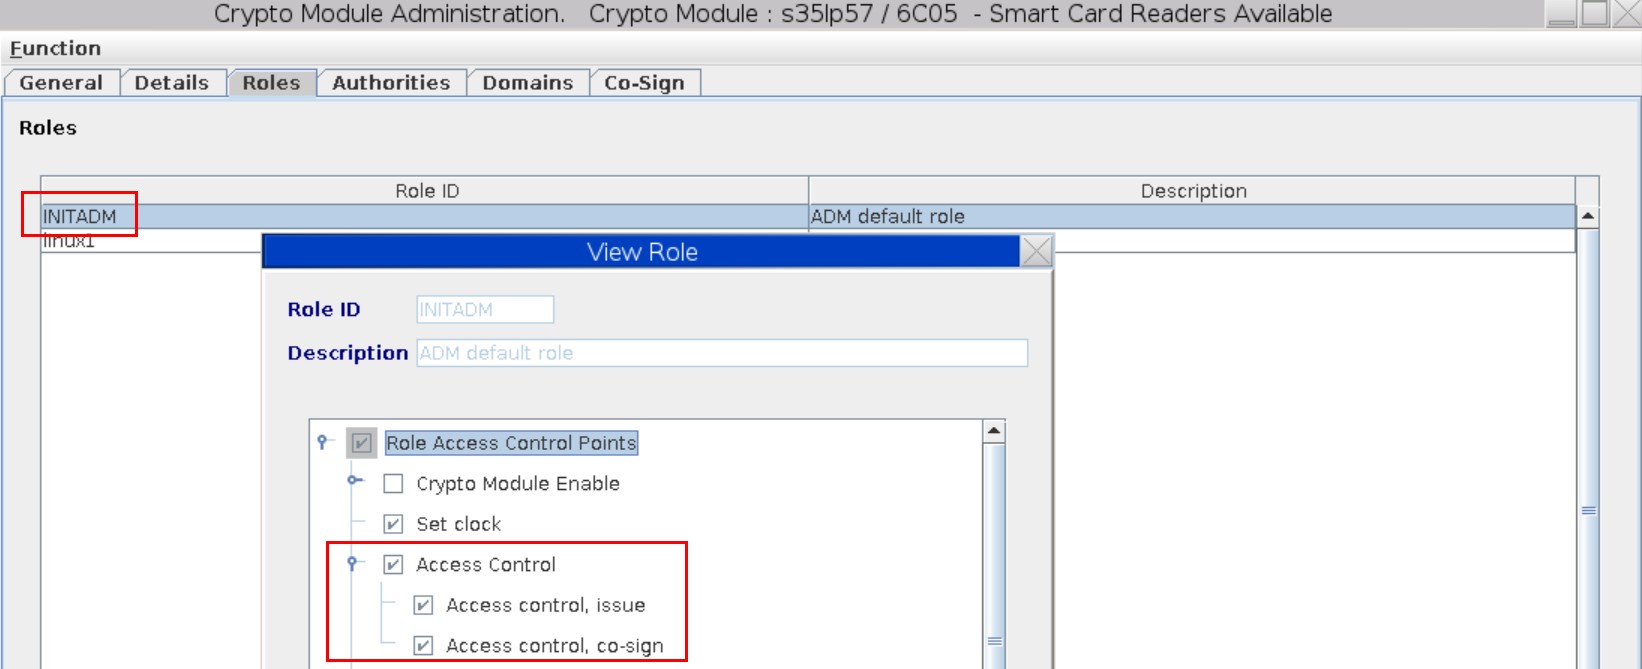 Crypto Module Administration. Crypto Module : s35lp57 / 6C05 - Smart Card Readers Available
Function
General Details Roles Authorities Domains Co-Sign
Roles
Role ID Description
INITADM ADM default role
linux1
View Role
Role ID INITADM
Description ADM default role
Role Access Control Points
Crypto Module Enable
Set clock
Access Control
Access control, issue
Access control, co-sign